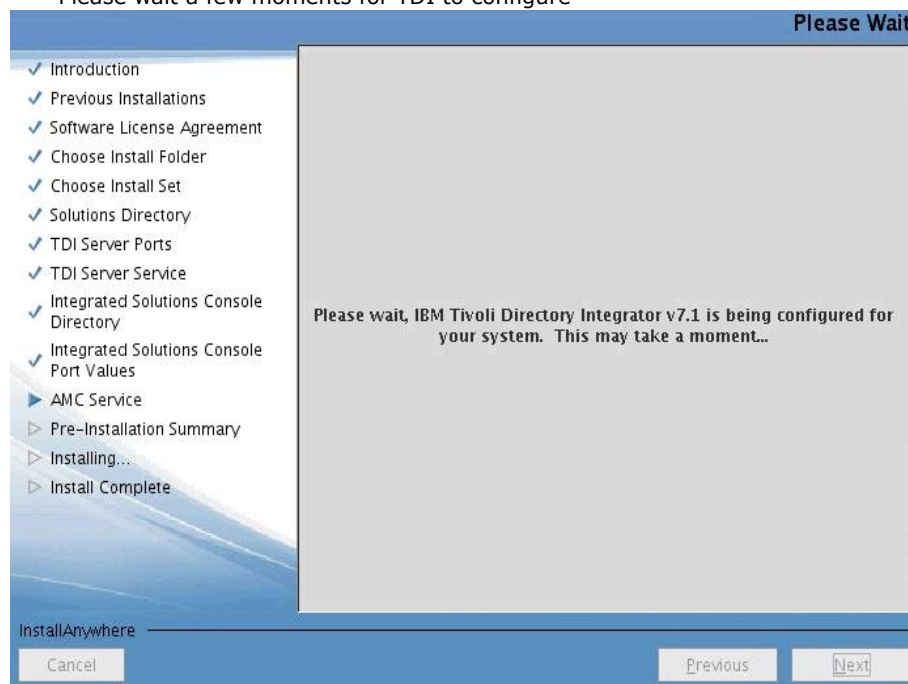 Please wait a few moments for TDI to configure
Please Wait
Introduction
Previous Installations
Software License Agreement
Choose Install Folder
Choose Install Set
Solutions Directory
TDI Server Ports
TDI Server Service
Integrated Solutions Console
Directory
Integrated Solutions Console
Port Values
AMC Service
Pre-Installation Summary
Installing...
Install Complete
Please wait, IBM Tivoli Directory Integrator v7.1 is being configured for
your system. This may take a moment...
InstallAnywhere
Cancel
Previous
Next